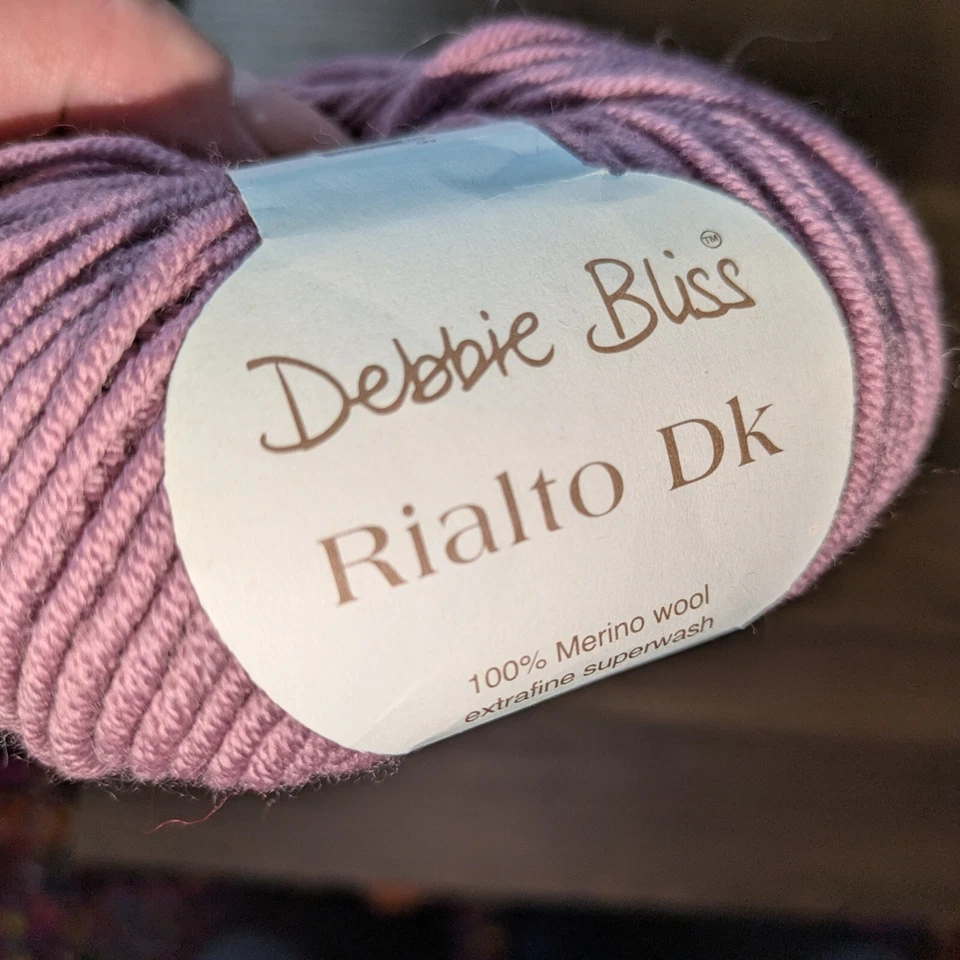 Debbie Bliss™
Rialto Dk
100% Merino wool
extrafine superwash